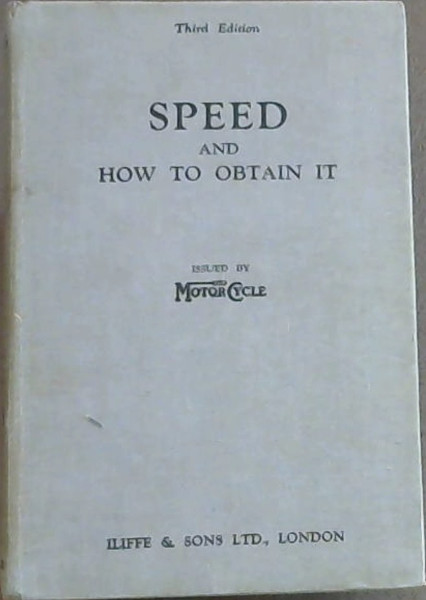 Third Edition
SPEED
AND
HOW TO OBTAIN IT
ISSUED BY
MOTOR CYCLE
ILIFFE & SONS LTD., LONDON